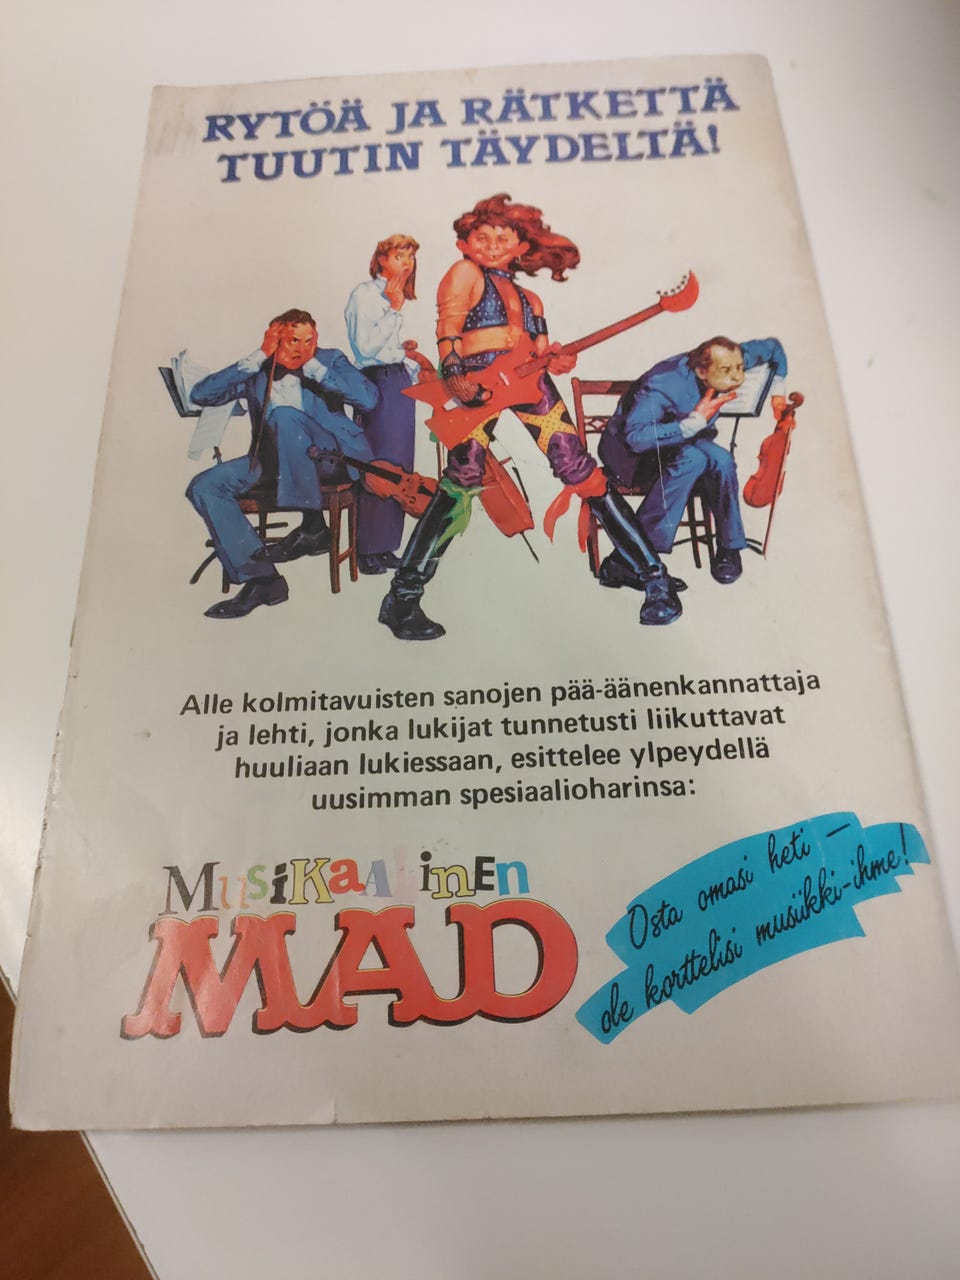 RYTÖÄ JA RÄTKETTÄ
TUUTIN TÄYDELTÄ!
Alle kolmitavuisten sanojen pää-äänenkannattaja
ja lehti, jonka lukijat tunnetusti liikuttavat
huuliaan lukiessaan, esittelee ylpeydellä
uusimman spesiaalioharinsa:
MusiKaALinEn
MAD
Osta omasi heti —
ole korttelisi musiikki-ihme!